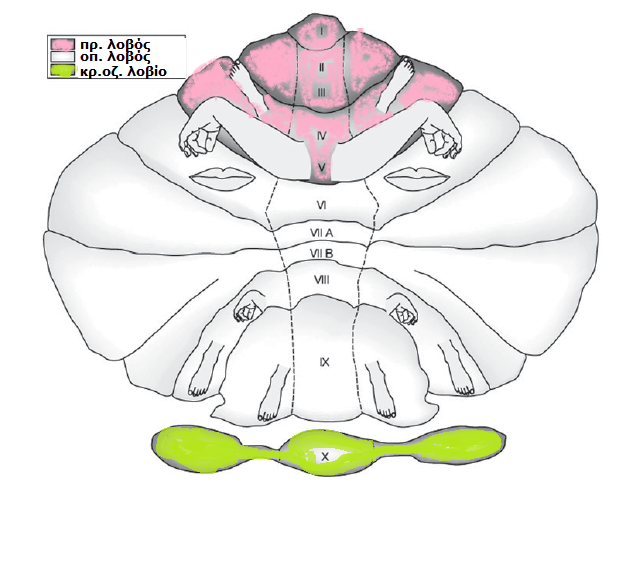 πρ. λοβός
οπ. λοβός
κρ.οζ. λοβίο
I
II
III
IV
V
VI
VII A
VII B
VIII
IX
X